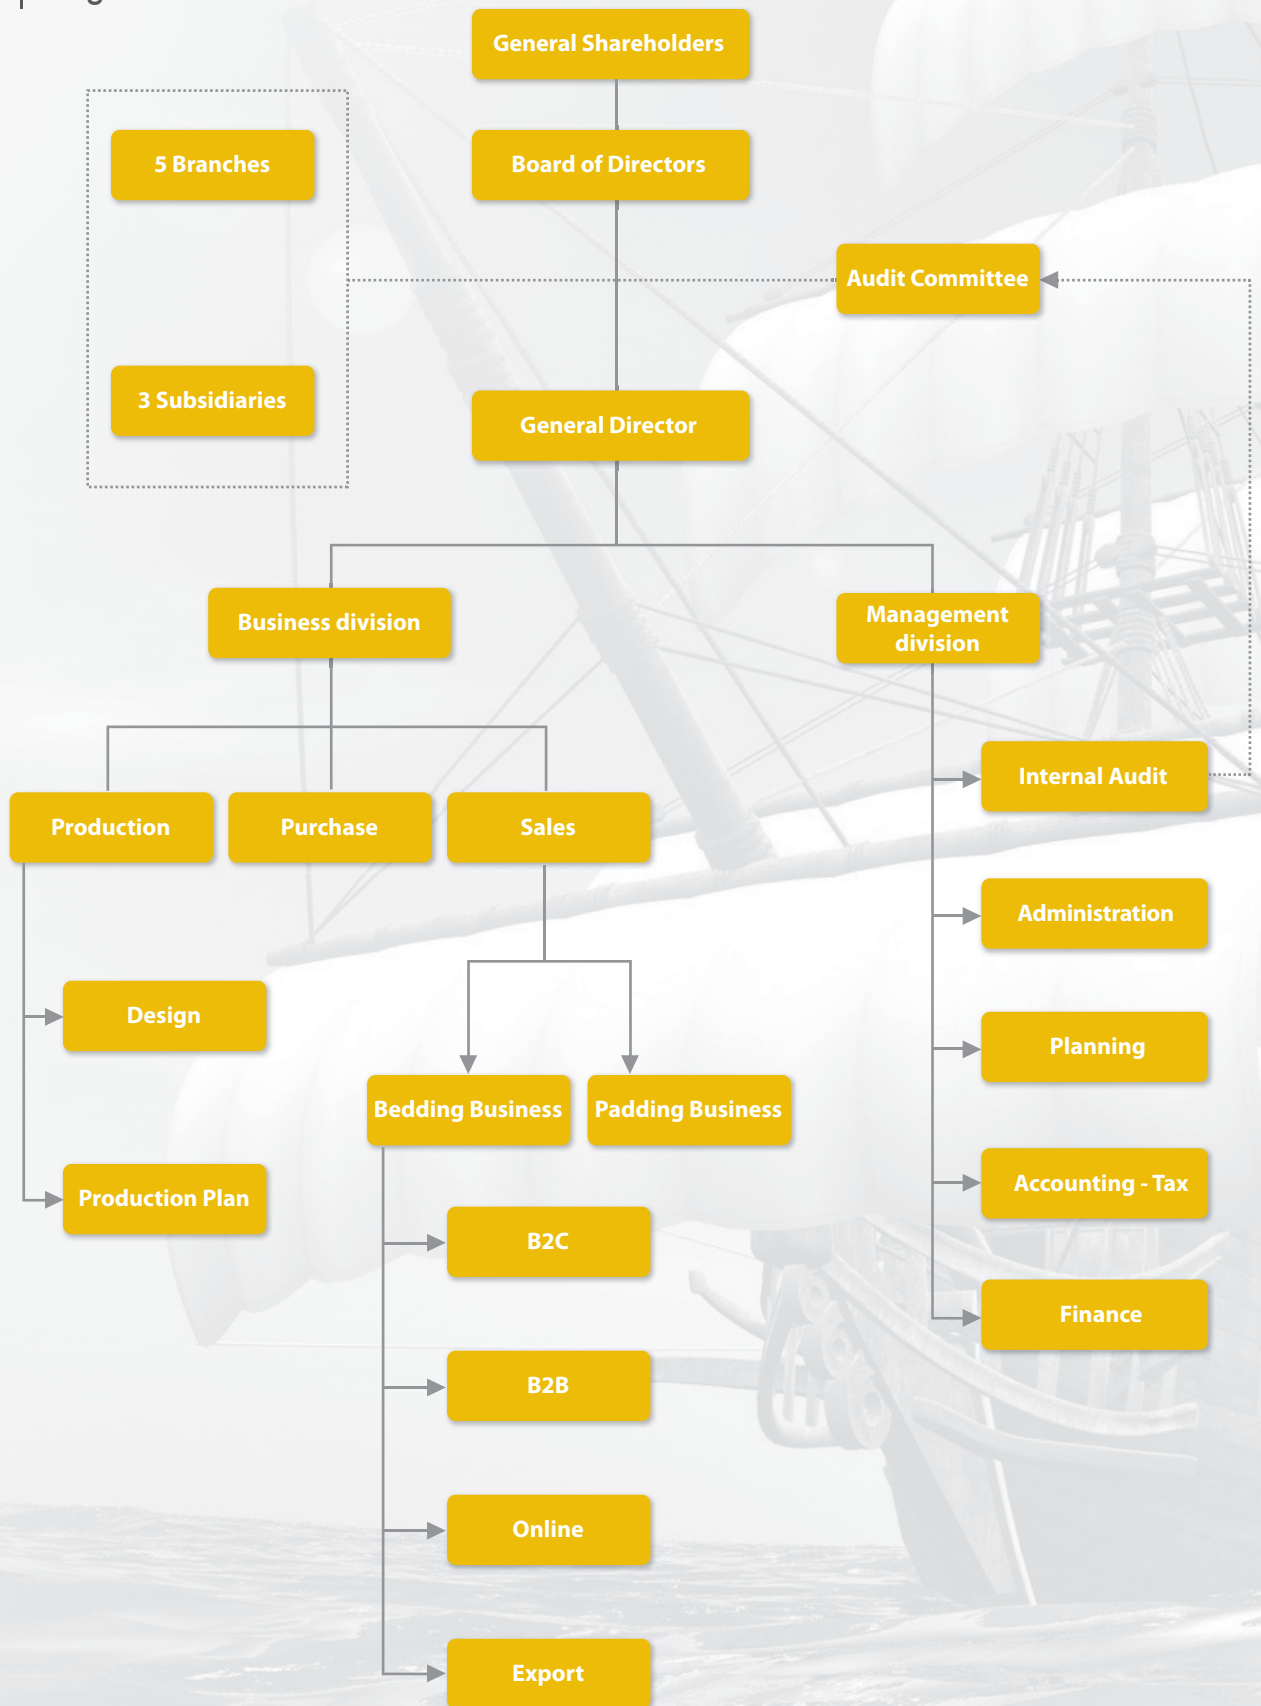 General Shareholders
5 Branches
Board of Directors
Audit Committee
3 Subsidiaries
General Director
Business division
Management
division
Internal Audit
Production
Purchase
Sales
Administration
Design
Planning
Bedding Business
Padding Business
Accounting - Tax
Production Plan
B2C
Finance
B2B
Online
Export